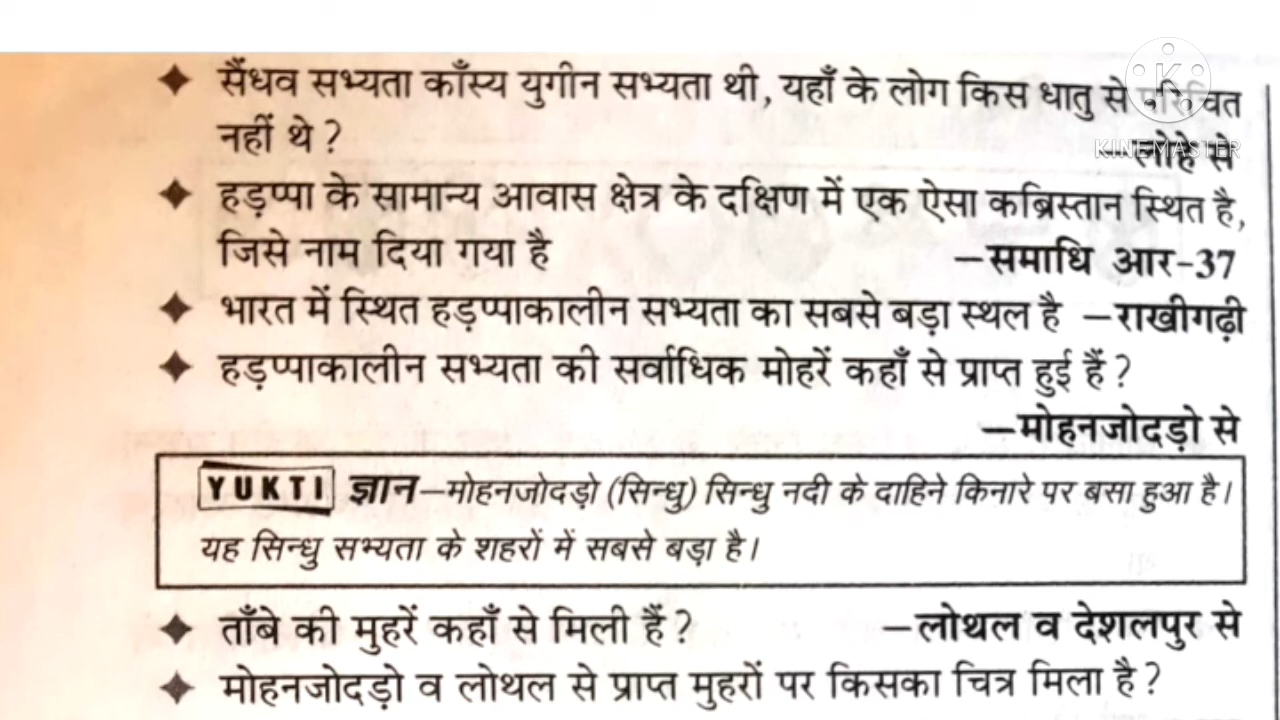 सैंधव सभ्यता काँस्य युगीन सभ्यता थी, यहाँ के लोग किस धातु से परिचित
नहीं थे? —लोहे से
KINEMASTER
हड़प्पा के सामान्य आवास क्षेत्र के दक्षिण में एक ऐसा कब्रिस्तान स्थित है,
जिसे नाम दिया गया है —समाधि आर-37
भारत में स्थित हड़प्पाकालीन सभ्यता का सबसे बड़ा स्थल है —राखीगढ़ी
हड़प्पाकालीन सभ्यता की सर्वाधिक मोहरें कहाँ से प्राप्त हुई हैं?
—मोहनजोदड़ो से
YUKTI ज्ञान—मोहनजोदड़ो (सिन्धु) सिन्धु नदी के दाहिने किनारे पर बसा हुआ है।
यह सिन्धु सभ्यता के शहरों में सबसे बड़ा है।
ताँबे की मुहरें कहाँ से मिली हैं? —लोथल व देशलपुर से
मोहनजोदड़ो व लोथल से प्राप्त मुहरों पर किसका चित्र मिला है?